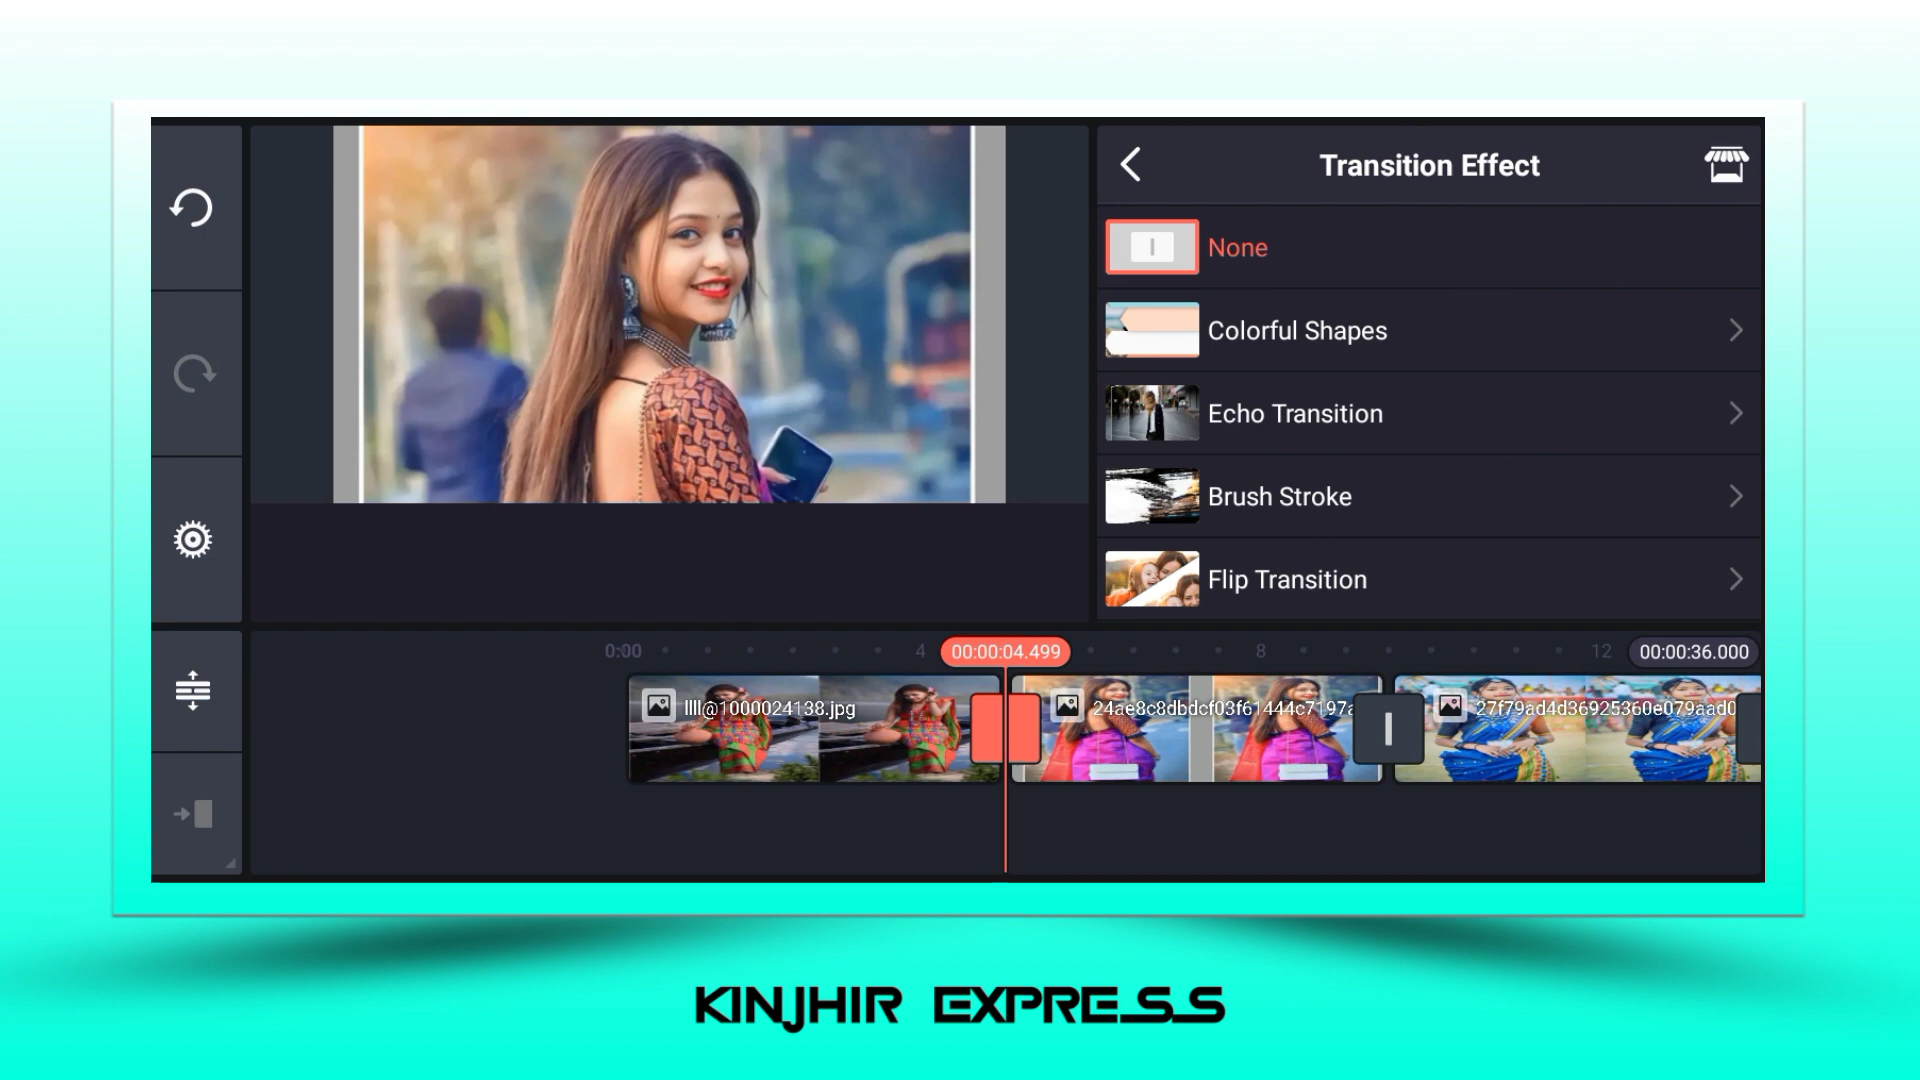 Transition Effect
None
Colorful Shapes
Echo Transition
Brush Stroke
Flip Transition
0:00
4
00:00:04.499
8
12
00:00:36.000
llll@1000024138.jpg
24ae8c8dbdcf03f61444c7197a
27f79ad4d36925360e079aad0
KINJHIR EXPRESS